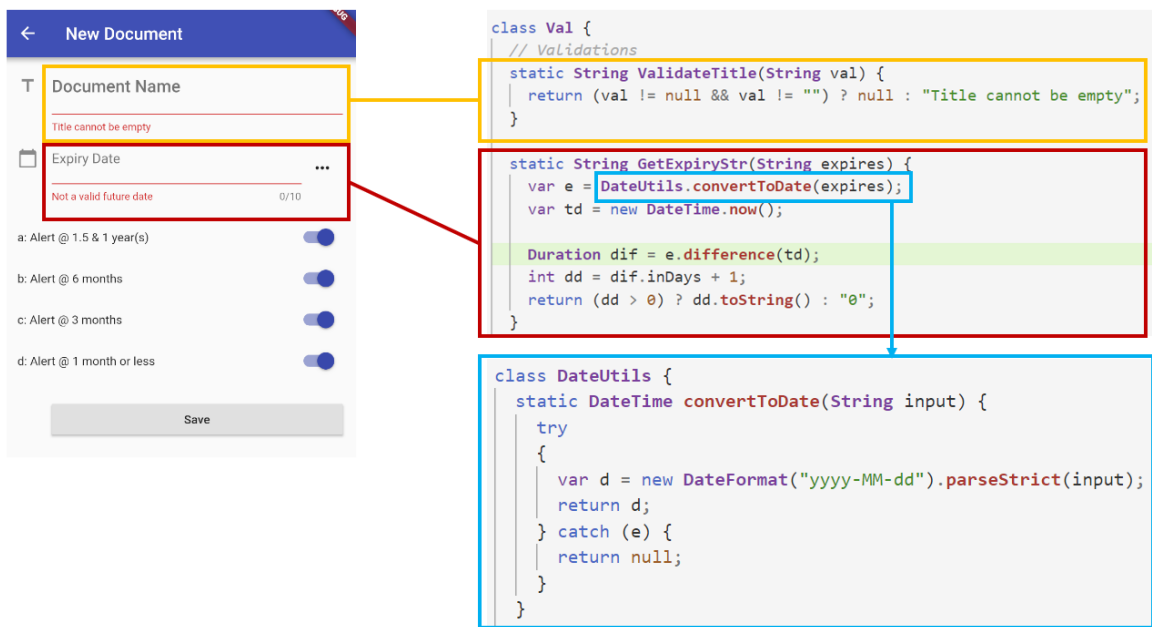 New Document
Document Name
Title cannot be empty
Expiry Date
...
Not a valid future date 0/10
a: Alert @ 1.5 & 1 year(s)
b: Alert @ 6 months
c: Alert @ 3 months
d: Alert @ 1 month or less
Save
class Val {
// Validations
static String ValidateTitle(String val) {
return (val != null && val != "") ? null : "Title cannot be empty";
}
static String GetExpiryStr(String expires) {
var e = DateUtils.convertToDate(expires);
var td = new DateTime.now();
Duration dif = e.difference(td);
int dd = dif.inDays + 1;
return (dd > 0) ? dd.toString() : "0";
}
class DateUtils {
static DateTime convertToDate(String input) {
try
{
var d = new DateFormat("yyyy-MM-dd").parseStrict(input);
return d;
} catch (e) {
return null;
}
}